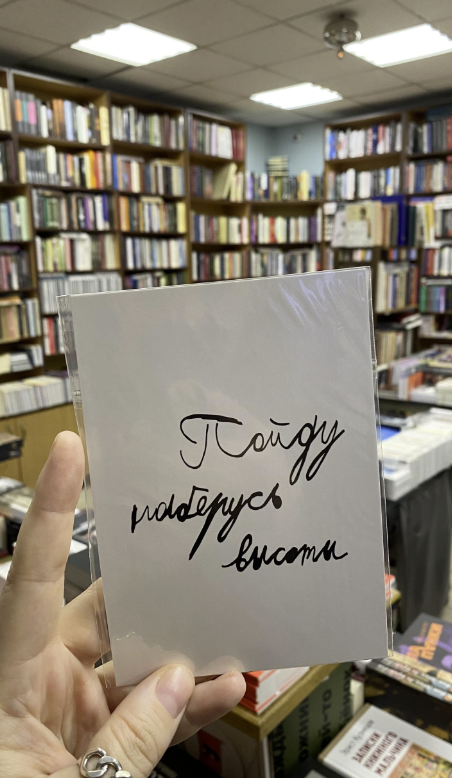 Пойду
наберусь
высоты